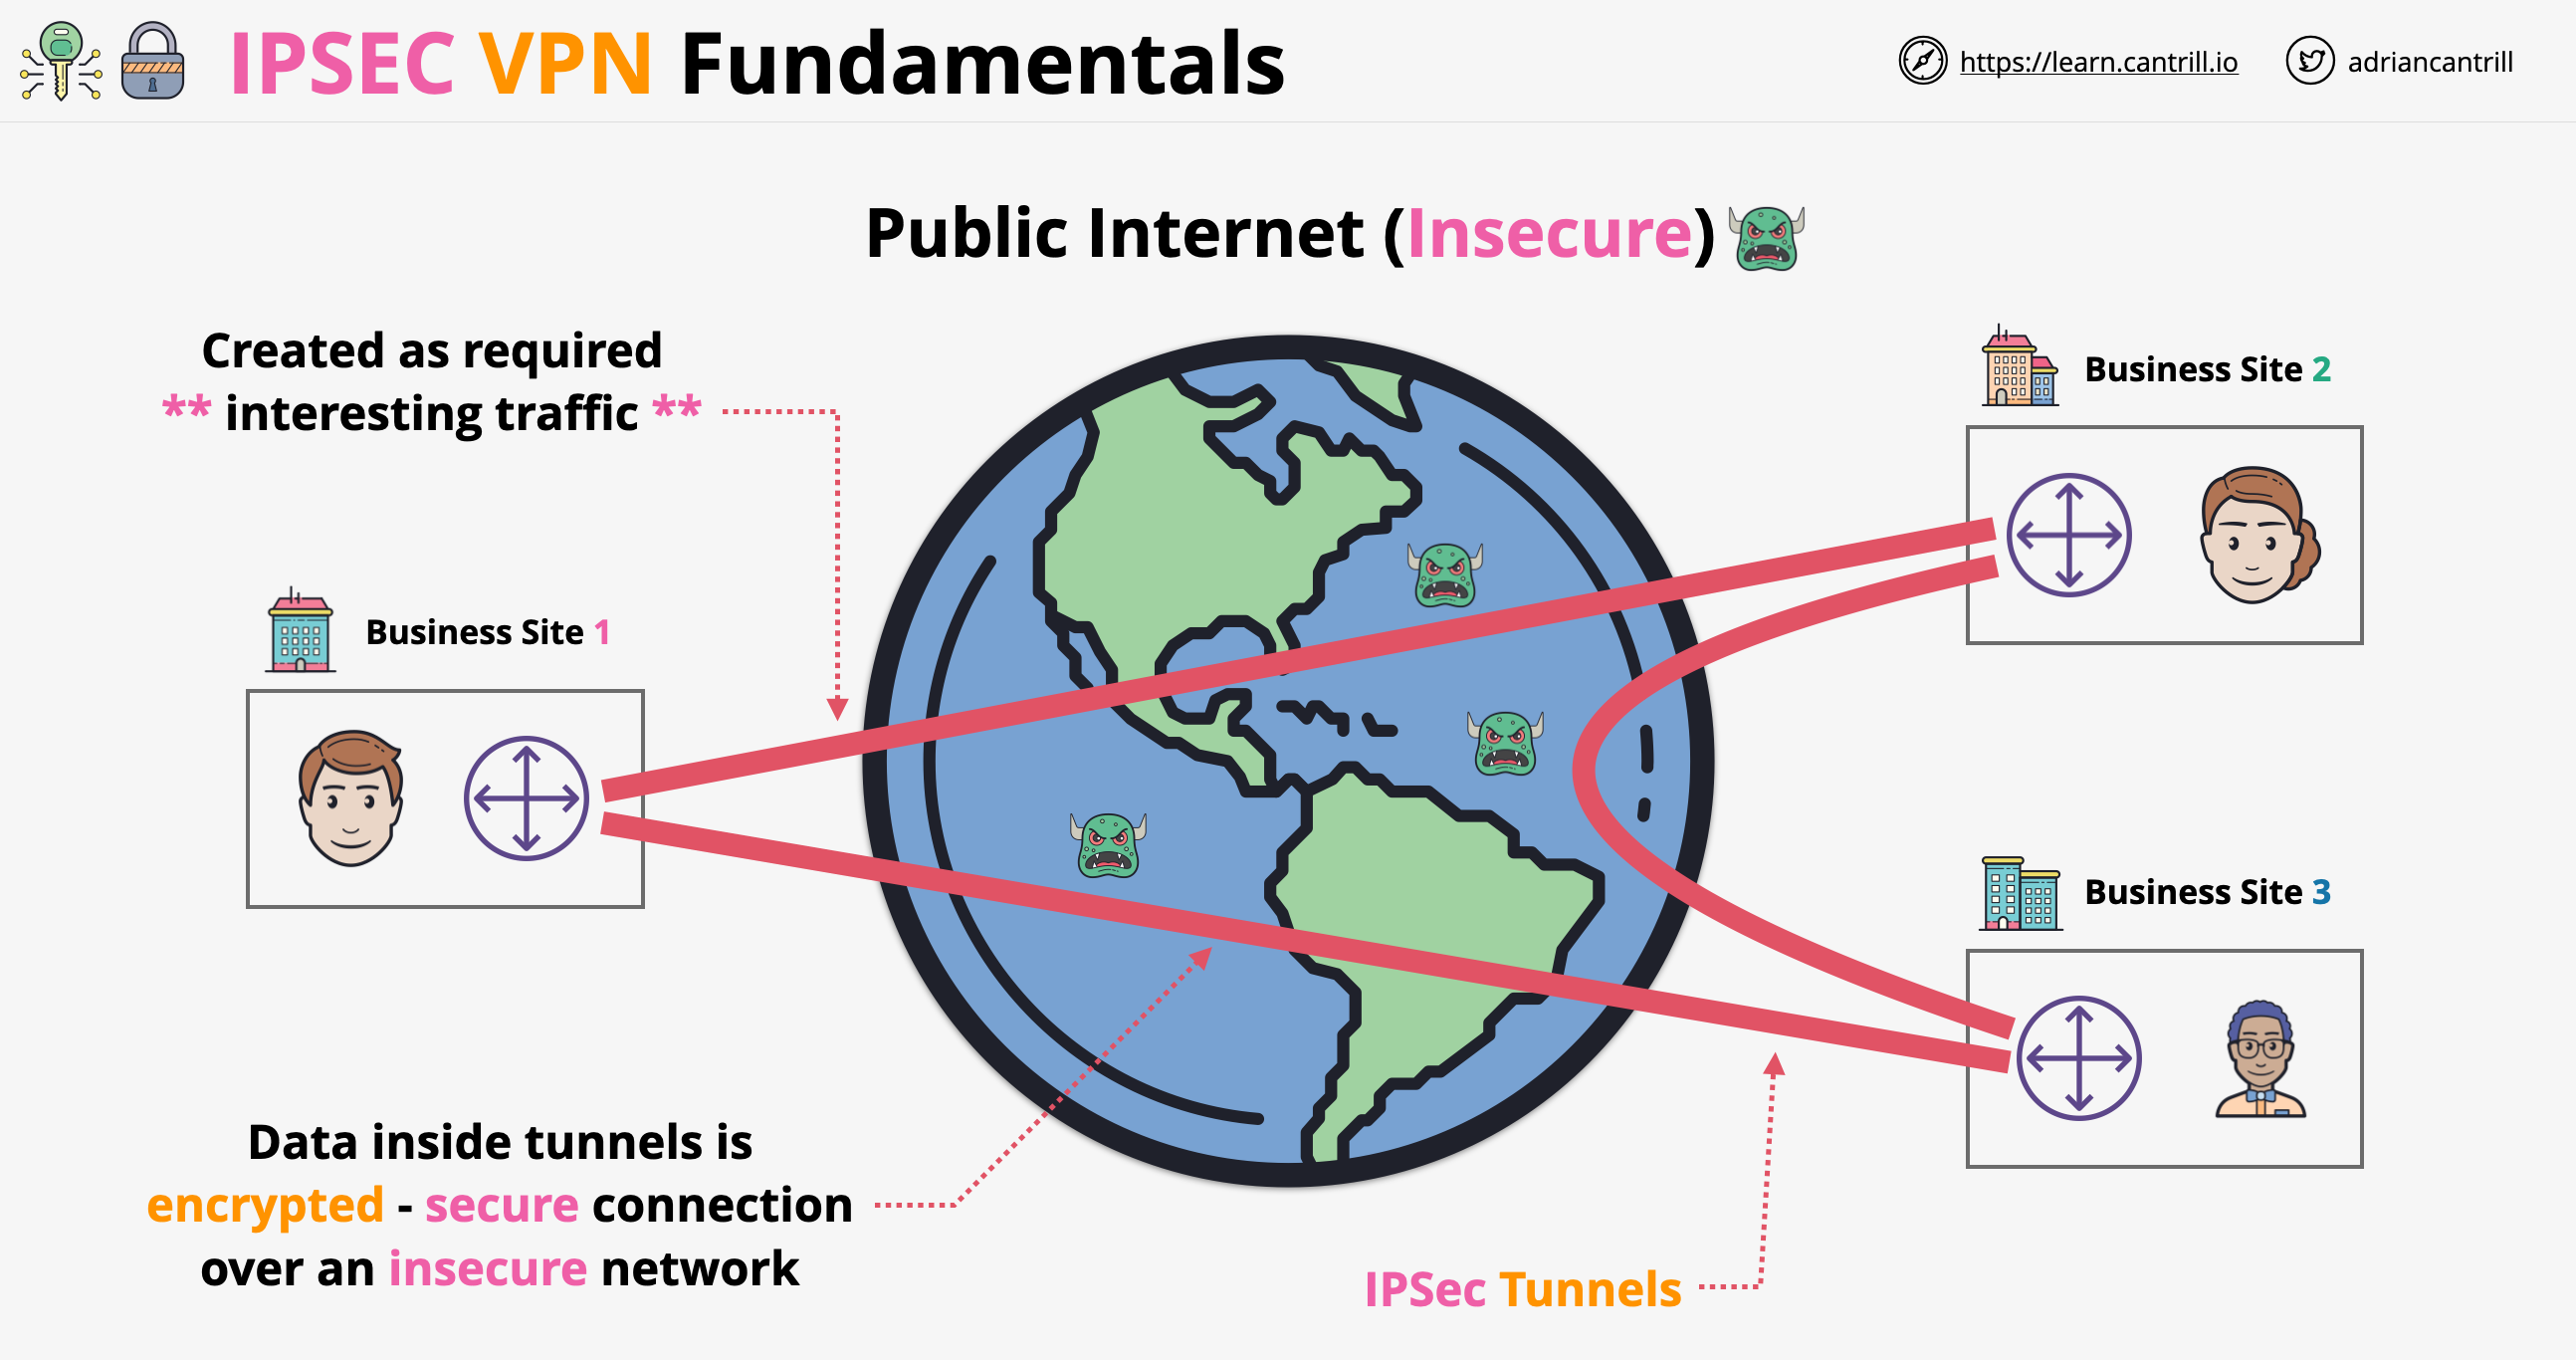 IPSEC VPN Fundamentals
https://learn.cantrill.io
adriancantrill
Public Internet (Insecure)
Created as required
** interesting traffic **
Business Site 2
Business Site 1
Business Site 3
Data inside tunnels is
encrypted - secure connection
over an insecure network
IPSec Tunnels